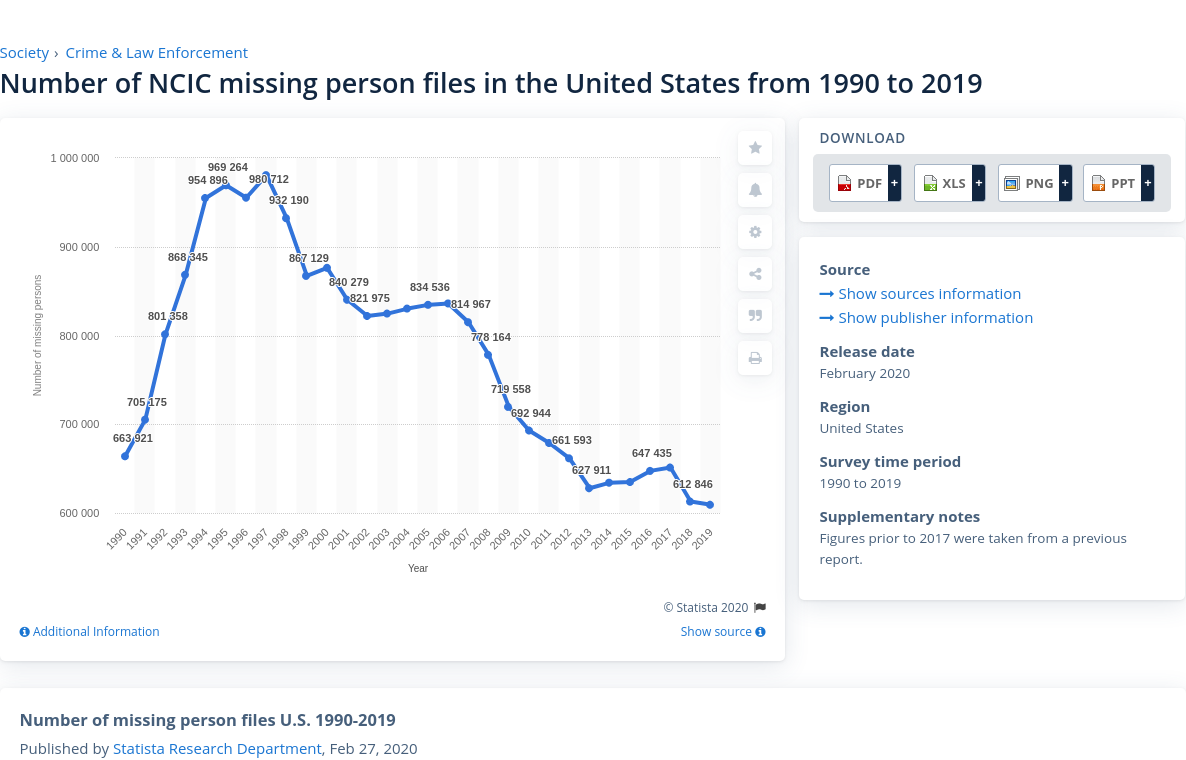 Society › Crime & Law Enforcement
Number of NCIC missing person files in the United States from 1990 to 2019
1 000 000
900 000
800 000
700 000
600 000
Number of missing persons
663 921
705 175
801 358
868 345
954 896
969 264
980 712
932 190
867 129
840 279
821 975
834 536
814 967
778 164
719 558
692 944
661 593
627 911
647 435
612 846
1990
1991
1992
1993
1994
1995
1996
1997
1998
1999
2000
2001
2002
2003
2004
2005
2006
2007
2008
2009
2010
2011
2012
2013
2014
2015
2016
2017
2018
2019
Year
© Statista 2020
Additional Information
Show source
DOWNLOAD
PDF + XLS + PNG + PPT +
Source
Show sources information
Show publisher information
Release date
February 2020
Region
United States
Survey time period
1990 to 2019
Supplementary notes
Figures prior to 2017 were taken from a previous
report.
Number of missing person files U.S. 1990-2019
Published by Statista Research Department, Feb 27, 2020